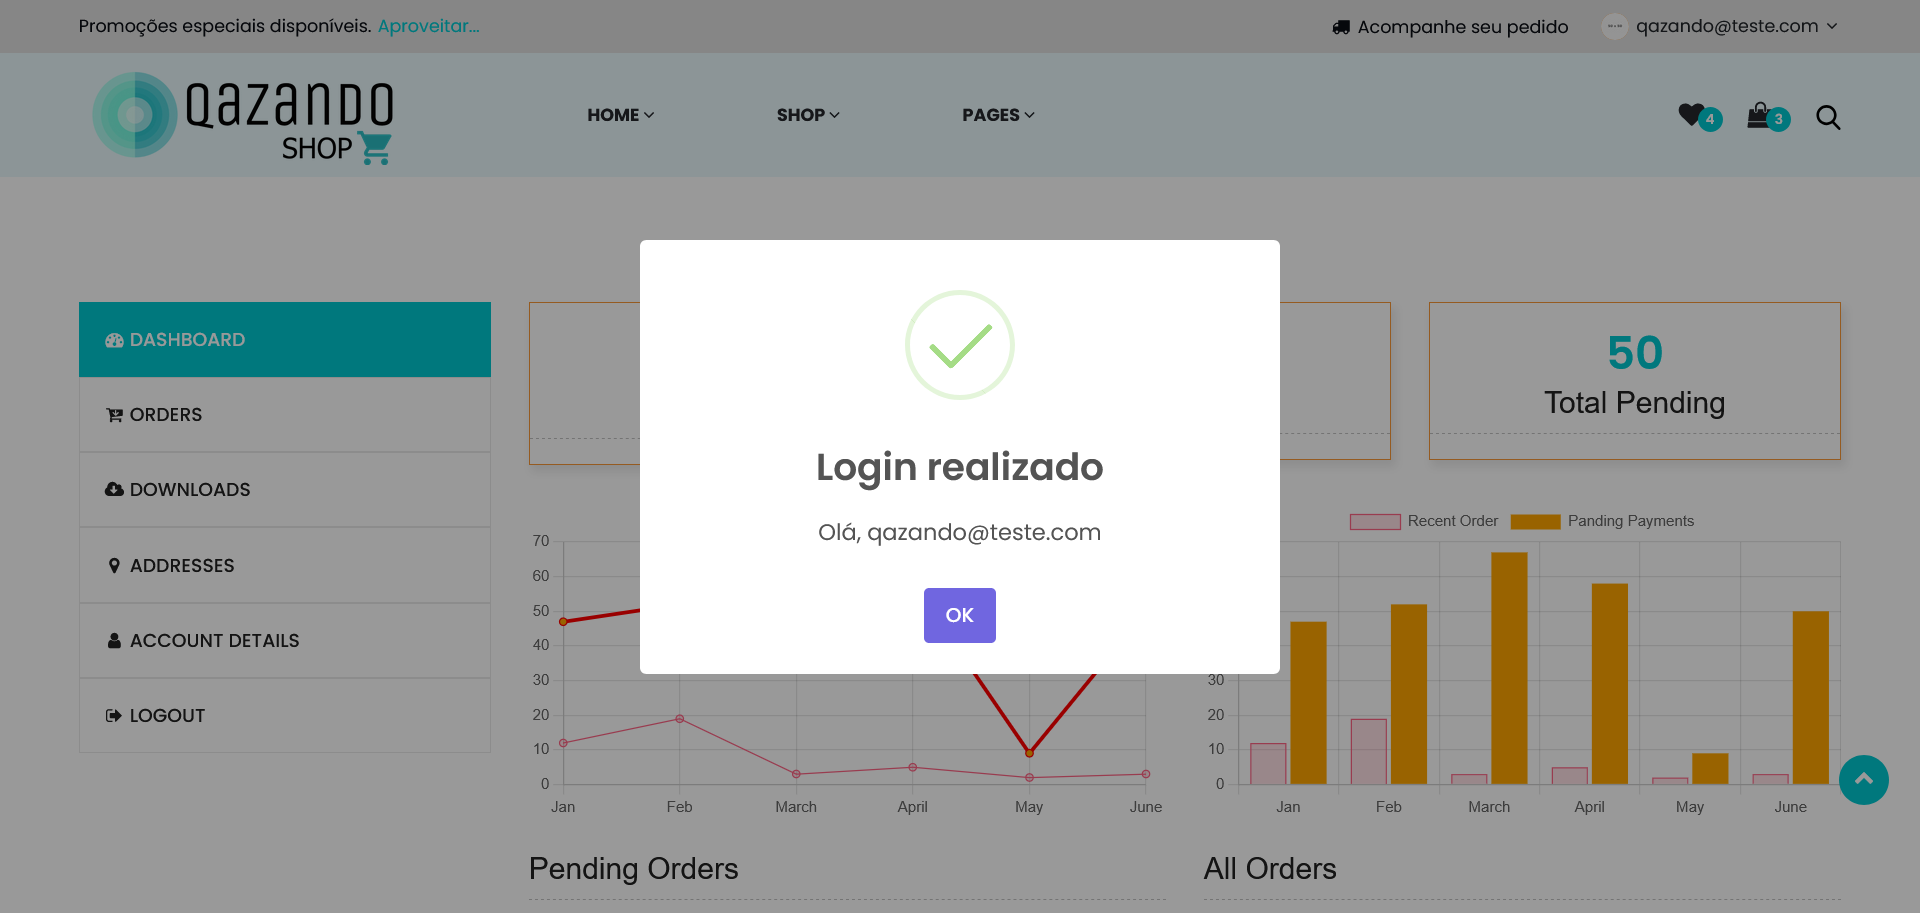 Promoções especiais disponíveis. Aproveitar...
Acompanhe seu pedido
qazando@teste.com
QAZANDO
SHOP
HOME
SHOP
PAGES
4
3
DASHBOARD
ORDERS
DOWNLOADS
ADDRESSES
ACCOUNT DETAILS
LOGOUT
50
Total Pending
Login realizado
Olá, qazando@teste.com
OK
70
60
50
40
30
20
10
0
Jan Feb March April May June
Recent Order Panding Payments
30
20
10
0
Jan Feb March April May June
Pending Orders
All Orders